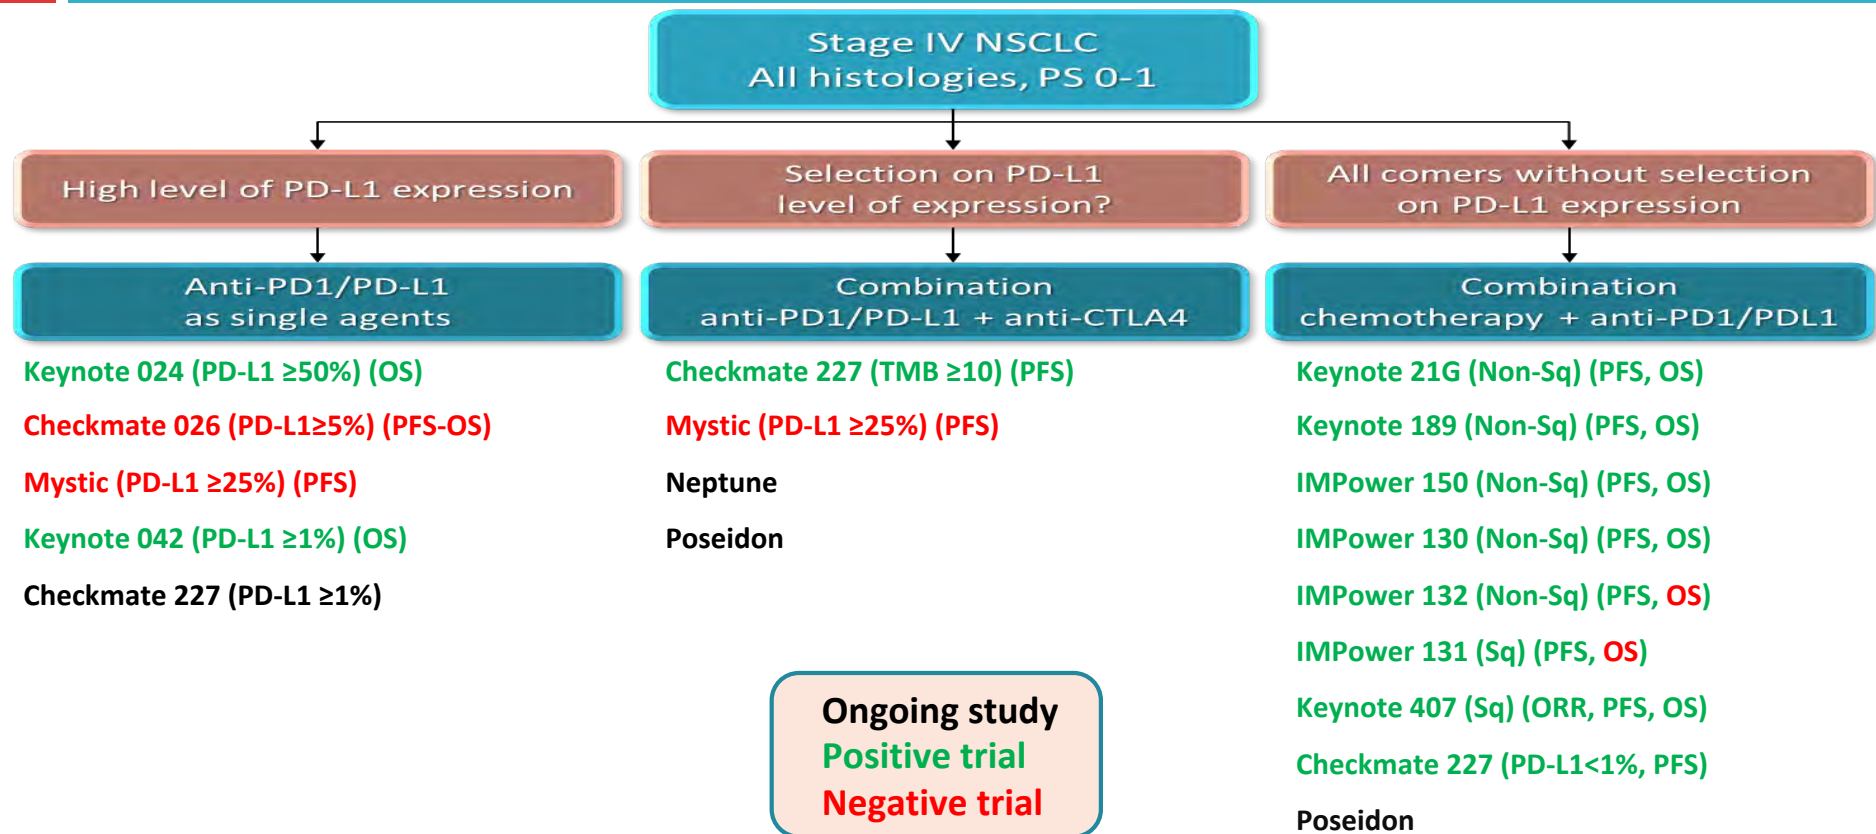 Stage IV NSCLC
All histologies, PS 0-1
High level of PD-L1 expression
Selection on PD-L1
level of expression?
All comers without selection
on PD-L1 expression
Anti-PD1/PD-L1
as single agents
Combination
anti-PD1/PD-L1 + anti-CTLA4
Combination
chemotherapy + anti-PD1/PDL1
Keynote 024 (PD-L1 ≥50%) (OS)
Checkmate 026 (PD-L1≥5%) (PFS-OS)
Mystic (PD-L1 ≥25%) (PFS)
Keynote 042 (PD-L1 ≥1%) (OS)
Checkmate 227 (PD-L1 ≥1%)
Checkmate 227 (TMB ≥10) (PFS)
Mystic (PD-L1 ≥25%) (PFS)
Neptune
Poseidon
Keynote 21G (Non-Sq) (PFS, OS)
Keynote 189 (Non-Sq) (PFS, OS)
IMPower 150 (Non-Sq) (PFS, OS)
IMPower 130 (Non-Sq) (PFS, OS)
IMPower 132 (Non-Sq) (PFS, OS)
IMPower 131 (Sq) (PFS, OS)
Keynote 407 (Sq) (ORR, PFS, OS)
Checkmate 227 (PD-L1<1%, PFS)
Poseidon
Ongoing study
Positive trial
Negative trial